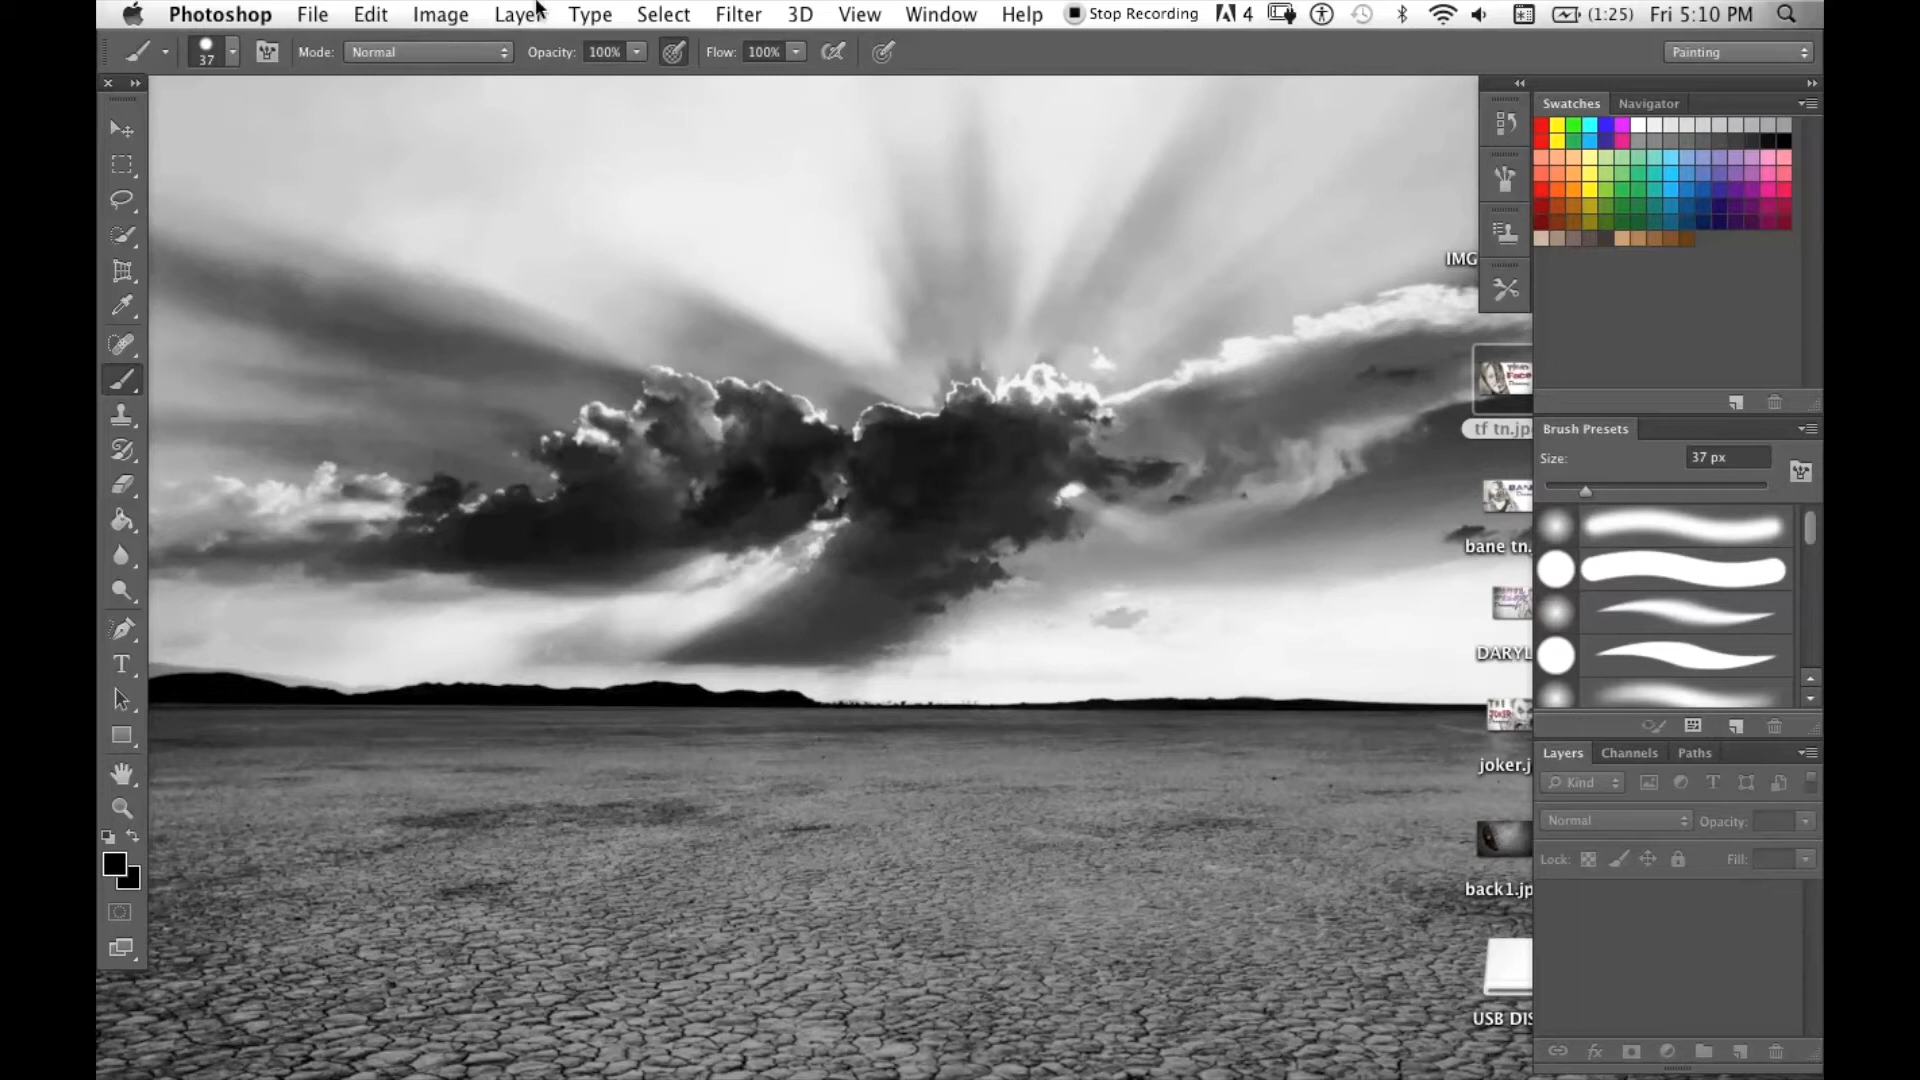 Photoshop File Edit Image Layer Type Select Filter 3D View Window Help Stop Recording 4 (1:25) Fri 5:10 PM
37 Mode: Normal Opacity: 100% Flow: 100% Painting
Swatches Navigator
IMG
tf tn.jp
Brush Presets
Size: 37 px
bane tn.
DARYL
Layers Channels Paths
joker.j
Kind
Normal Opacity:
Lock: Fill:
back1.jp
USB DIS